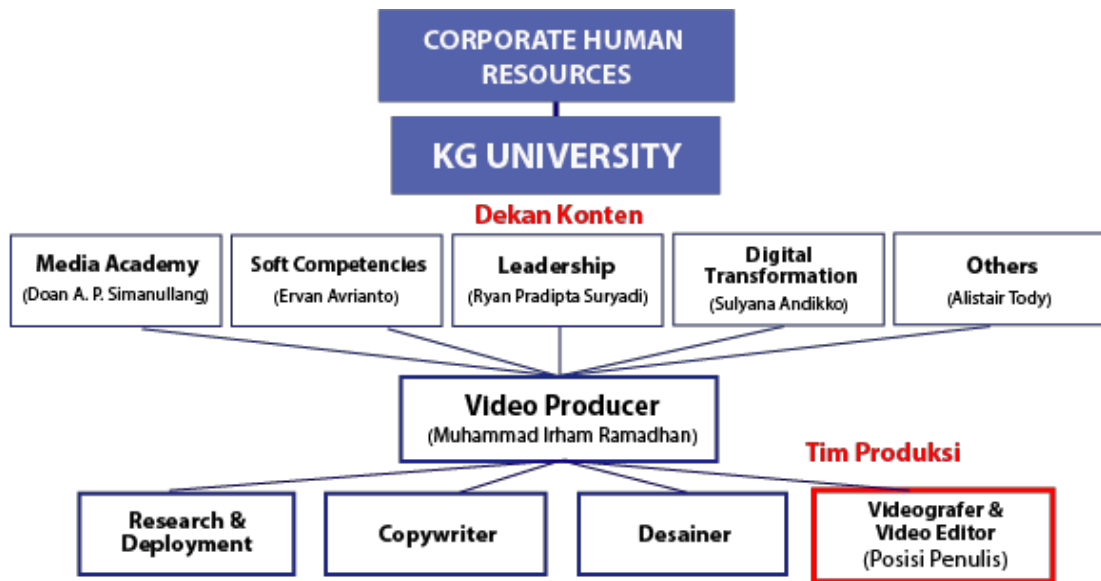 CORPORATE HUMAN
RESOURCES
KG UNIVERSITY
Dekan Konten
Media Academy
(Doan A. P. Simanullang)
Soft Competencies
(Ervan Avrianto)
Leadership
(Ryan Pradipta Suryadi)
Digital
Transformation
(Sulyana Andikko)
Others
(Alistair Tody)
Video Producer
(Muhammad Irham Ramadhan)
Tim Produksi
Research &
Deployment
Copywriter
Desainer
Videografer &
Video Editor
(Posisi Penulis)